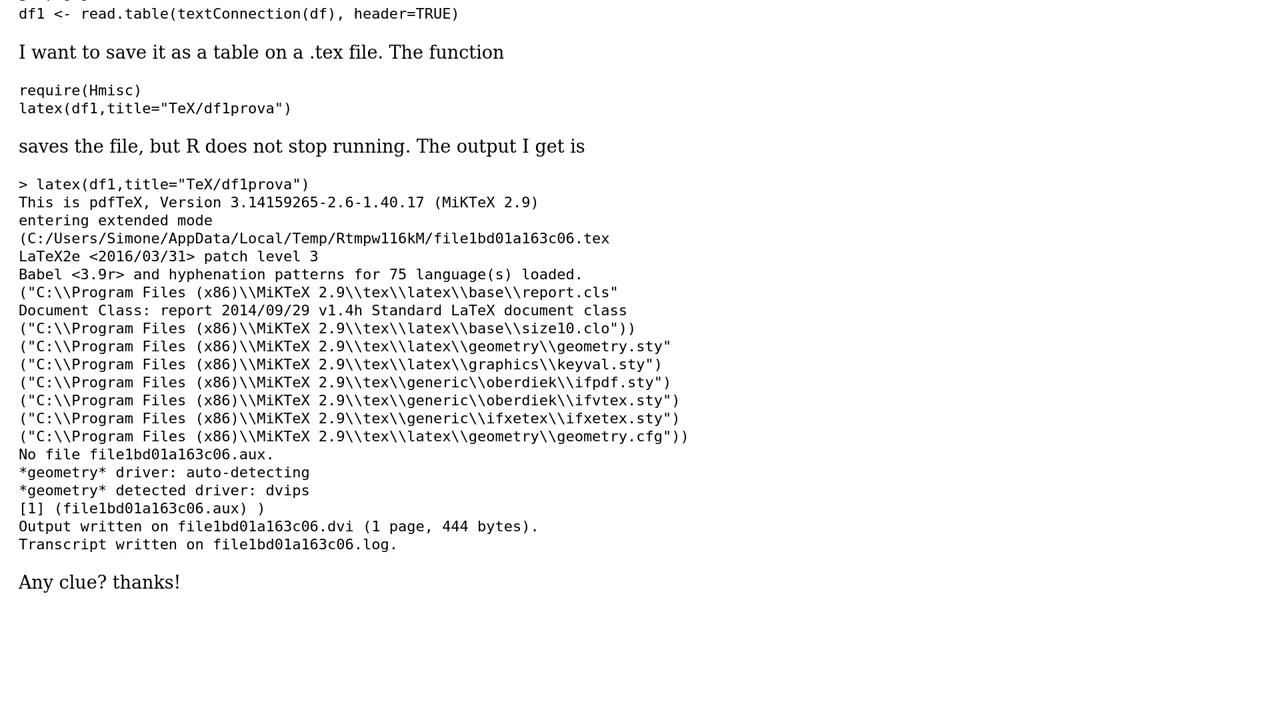 df1 <- read.table(textConnection(df), header=TRUE)
I want to save it as a table on a .tex file. The function
require(Hmisc)
latex(df1,title="TeX/df1prova")
saves the file, but R does not stop running. The output I get is
> latex(df1,title="TeX/df1prova")
This is pdfTeX, Version 3.14159265-2.6-1.40.17 (MiKTeX 2.9)
entering extended mode
(C:/Users/Simone/AppData/Local/Temp/Rtmpw116kM/file1bd01a163c06.tex
LaTeX2e <2016/03/31> patch level 3
Babel <3.9r> and hyphenation patterns for 75 language(s) loaded.
("C:\\Program Files (x86)\\MiKTeX 2.9\\tex\\latex\\base\\report.cls"
Document Class: report 2014/09/29 v1.4h Standard LaTeX document class
("C:\\Program Files (x86)\\MiKTeX 2.9\\tex\\latex\\base\\size10.clo"))
("C:\\Program Files (x86)\\MiKTeX 2.9\\tex\\latex\\geometry\\geometry.sty"
("C:\\Program Files (x86)\\MiKTeX 2.9\\tex\\latex\\graphics\\keyval.sty")
("C:\\Program Files (x86)\\MiKTeX 2.9\\tex\\generic\\oberdiek\\ifpdf.sty")
("C:\\Program Files (x86)\\MiKTeX 2.9\\tex\\generic\\oberdiek\\ifvtex.sty")
("C:\\Program Files (x86)\\MiKTeX 2.9\\tex\\generic\\ifxetex\\ifxetex.sty")
("C:\\Program Files (x86)\\MiKTeX 2.9\\tex\\latex\\geometry\\geometry.cfg"))
No file file1bd01a163c06.aux.
*geometry* driver: auto-detecting
*geometry* detected driver: dvips
[1] (file1bd01a163c06.aux) )
Output written on file1bd01a163c06.dvi (1 page, 444 bytes).
Transcript written on file1bd01a163c06.log.
Any clue? thanks!